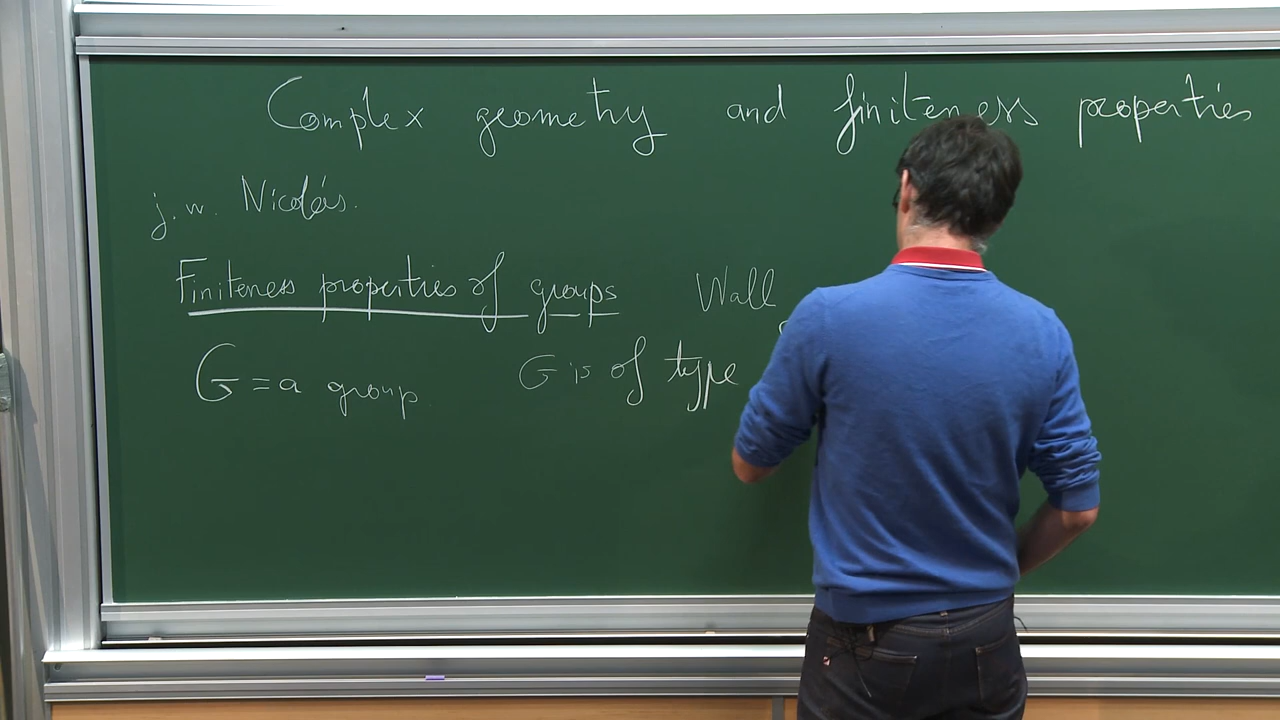 Complex geometry and finiteness properties
j.w. Nicolás.
Finiteness properties of groups Wall
G = a group. G is of type